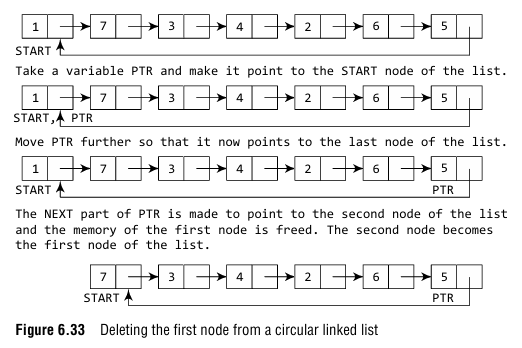 1 7 3 4 2 6 5
START
Take a variable PTR and make it point to the START node of the list.
1 7 3 4 2 6 5
START, PTR
Move PTR further so that it now points to the last node of the list.
1 7 3 4 2 6 5
START PTR
The NEXT part of PTR is made to point to the second node of the list
and the memory of the first node is freed. The second node becomes
the first node of the list.
7 3 4 2 6 5
START PTR
Figure 6.33 Deleting the first node from a circular linked list